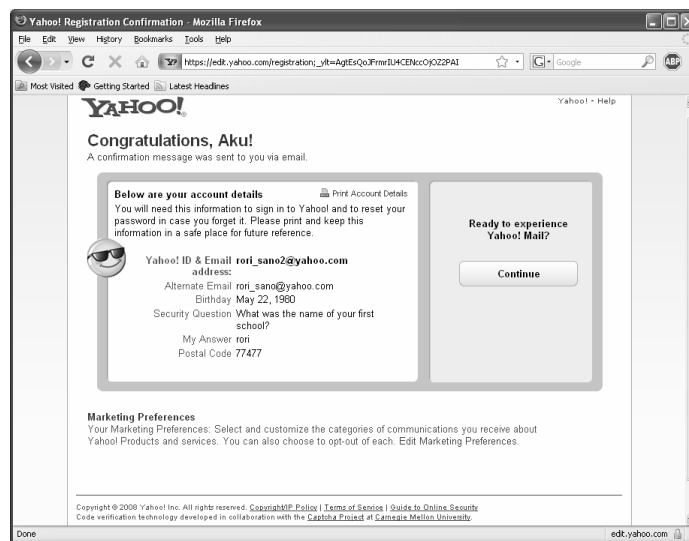 Yahoo! Registration Confirmation - Mozilla Firefox
File Edit View History Bookmarks Tools Help
https://edit.yahoo.com/registration;_ylt=AgtEsQoJFrmrIU4CENccOjOZ2PAI
G Google
ABP
Most Visited Getting Started Latest Headlines
YAHOO!
Yahoo! - Help
Congratulations, Aku!
A confirmation message was sent to you via email.
Below are your account details Print Account Details
You will need this information to sign in to Yahoo! and to reset your
password in case you forget it. Please print and keep this
information in a safe place for future reference.
Yahoo! ID & Email rori_sano2@yahoo.com
address:
Alternate Email rori_sano@yahoo.com
Birthday May 22, 1980
Security Question What was the name of your first
school?
My Answer rori
Postal Code 77477
Ready to experience
Yahoo! Mail?
Continue
Marketing Preferences
Your Marketing Preferences: Select and customize the categories of communications you receive about
Yahoo! Products and services. You can also choose to opt-out of each. Edit Marketing Preferences.
Copyright © 2008 Yahoo! Inc. All rights reserved. Copyright/IP Policy | Terms of Service | Guide to Online Security
Code verification technology developed in collaboration with the Captcha Project at Carnegie Mellon University.
Done
edit.yahoo.com